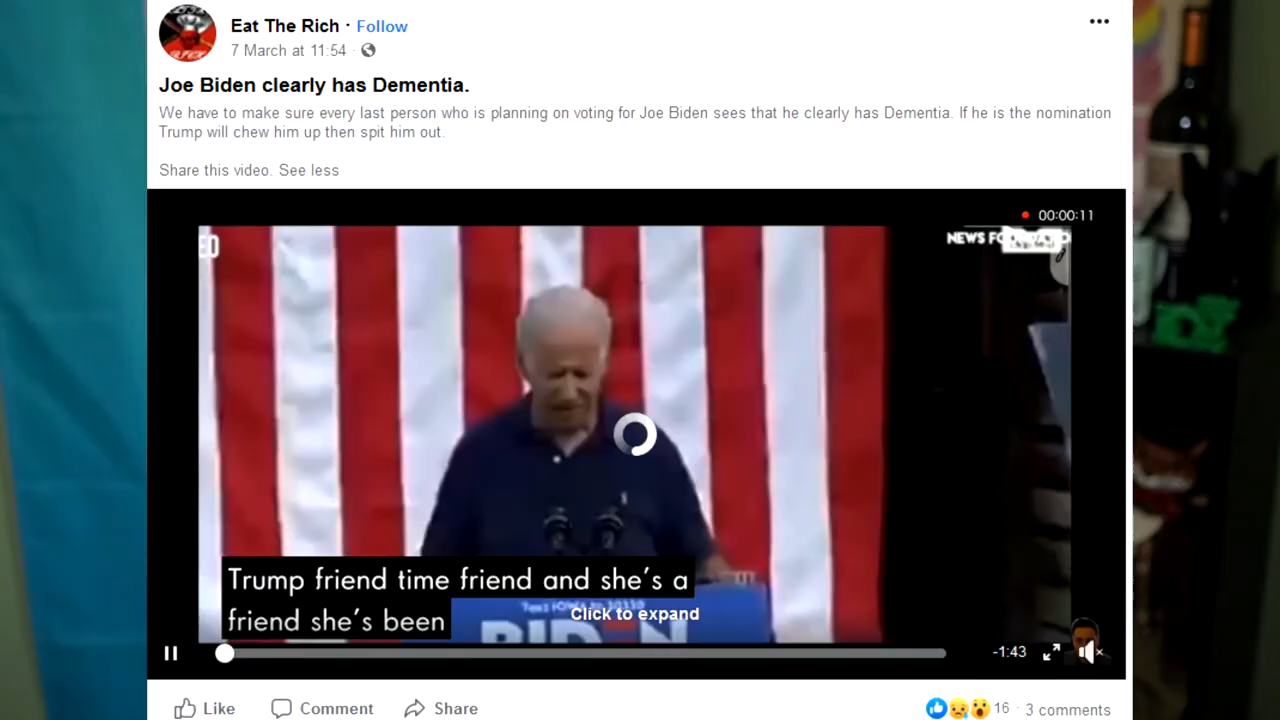 Eat The Rich · Follow
7 March at 11:54 ·
Joe Biden clearly has Dementia.
We have to make sure every last person who is planning on voting for Joe Biden sees that he clearly has Dementia. If he is the nomination
Trump will chew him up then spit him out.
Share this video. See less
00:00:11
NEWS
Trump friend time friend and she's a
friend she's been
Click to expand
BIDEN
-1:43
Like
Comment
Share
16 · 3 comments